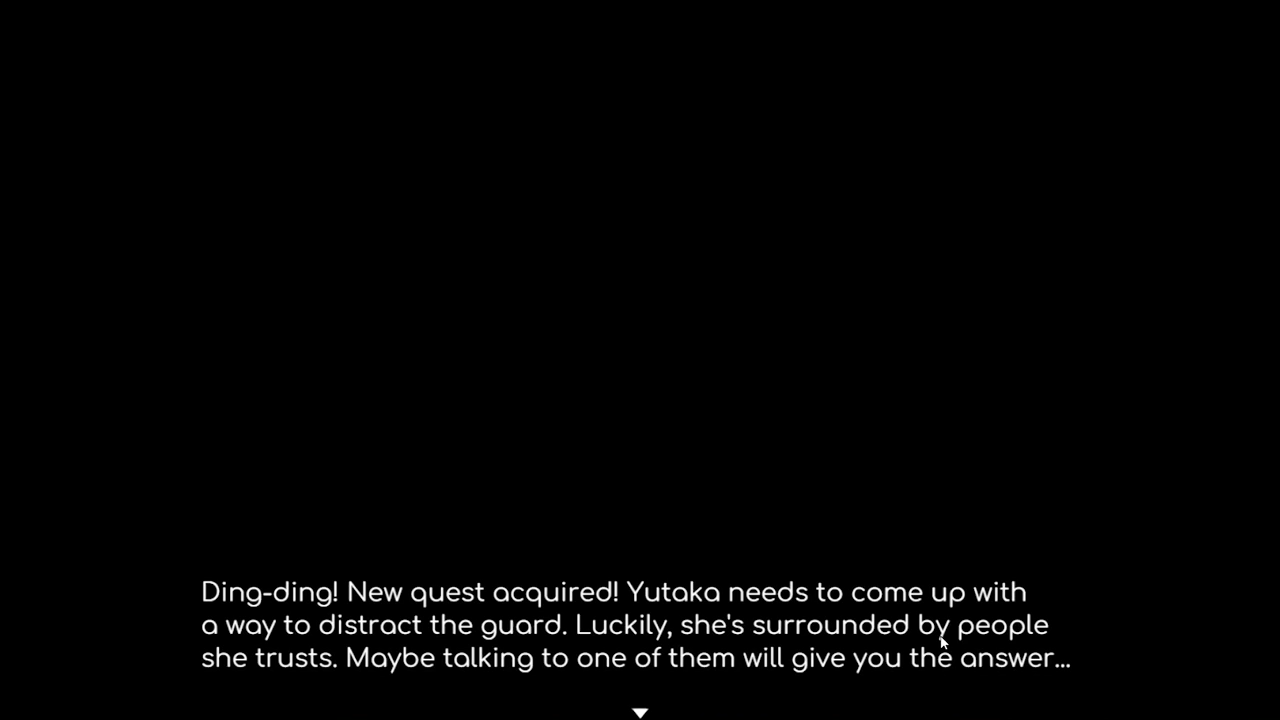 Ding-ding! New quest acquired! Yutaka needs to come up with
a way to distract the guard. Luckily, she's surrounded by people
she trusts. Maybe talking to one of them will give you the answer...